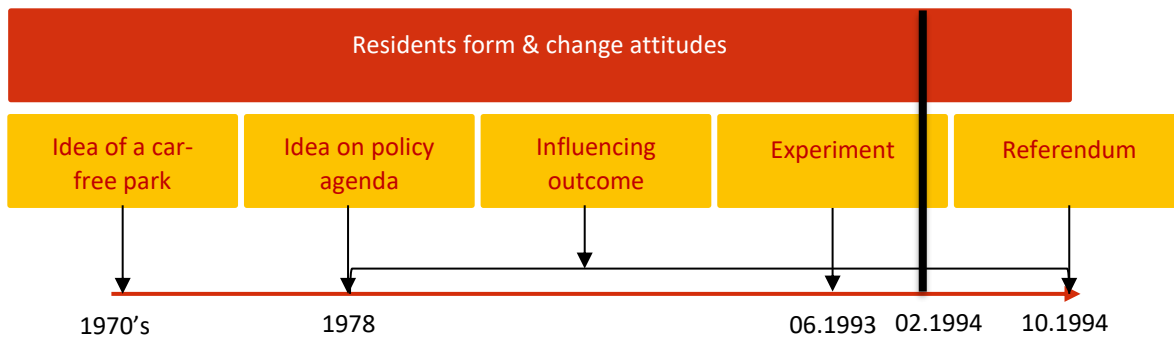 Residents form & change attitudes
Idea of a car-
free park
Idea on policy
agenda
Influencing
outcome
Experiment
Referendum
1970's
1978
06.1993
02.1994
10.1994